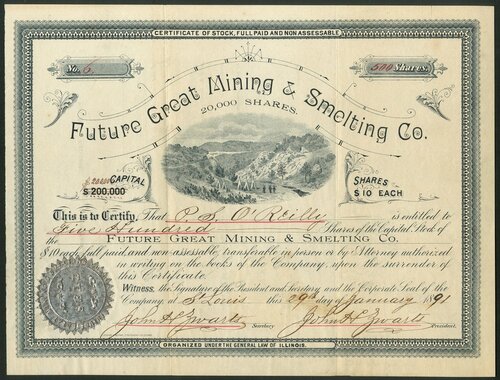 CERTIFICATE OF STOCK, FULL PAID AND NON ASSESSABLE
No. 6.
500 Shares.
Future Great Mining & Smelting Co.
20,000 SHARES.
CAPITAL
$200.000
SHARES
$10 EACH
This is to Certify, That P. S. O'Reilly is entitled to
Five Hundred Shares of the Capital Stock of
the FUTURE GREAT MINING & SMELTING CO.
$10 each full paid, and non-assessable, transferable in person or by Attorney authorized
in writing on the books of the Company, upon the surrender of
this Certificate.
Witness, the Signature of the President and Secretary and the Corporate Seal of the
Company, at St Louis this 29th day of January 1891
John H Zwarts Secretary
John H Zwarts President.
ORGANIZED UNDER THE GENERAL LAW OF ILLINOIS.